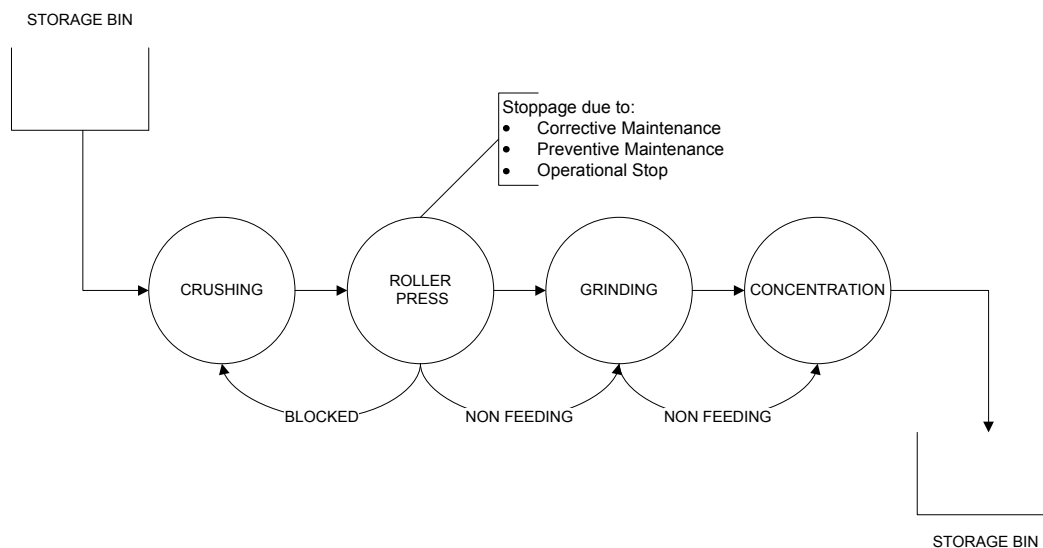 STORAGE BIN
Stoppage due to:
• Corrective Maintenance
• Preventive Maintenance
• Operational Stop
CRUSHING
ROLLER
PRESS
GRINDING
CONCENTRATION
BLOCKED
NON FEEDING
NON FEEDING
STORAGE BIN